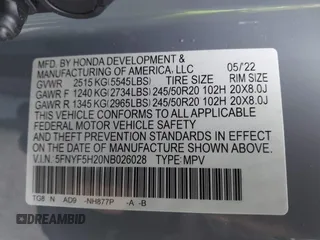 MFD. BY HONDA DEVELOPMENT & 05/'22
MANUFACTURING OF AMERICA, LLC
GVWR 2515 KG(5545LBS) TIRE SIZE RIM SIZE
GAWR F 1240 KG(2734LBS) 245/50R20 102H 20X8.0J
GAWR R 1345 KG(2965LBS) 245/50R20 102H 20X8.0J
THIS VEHICLE CONFORMS TO ALL APPLICABLE
FEDERAL MOTOR VEHICLE SAFETY AND
THEFT PREVENTION STANDARDS IN EFFECT ON
THE DATE OF MANUFACTURE SHOWN ABOVE.
V.I.N. 5FNYF5H20NB026028 TYPE MPV
TG8 N AD9 -NH877P -A -B
DREAMBID